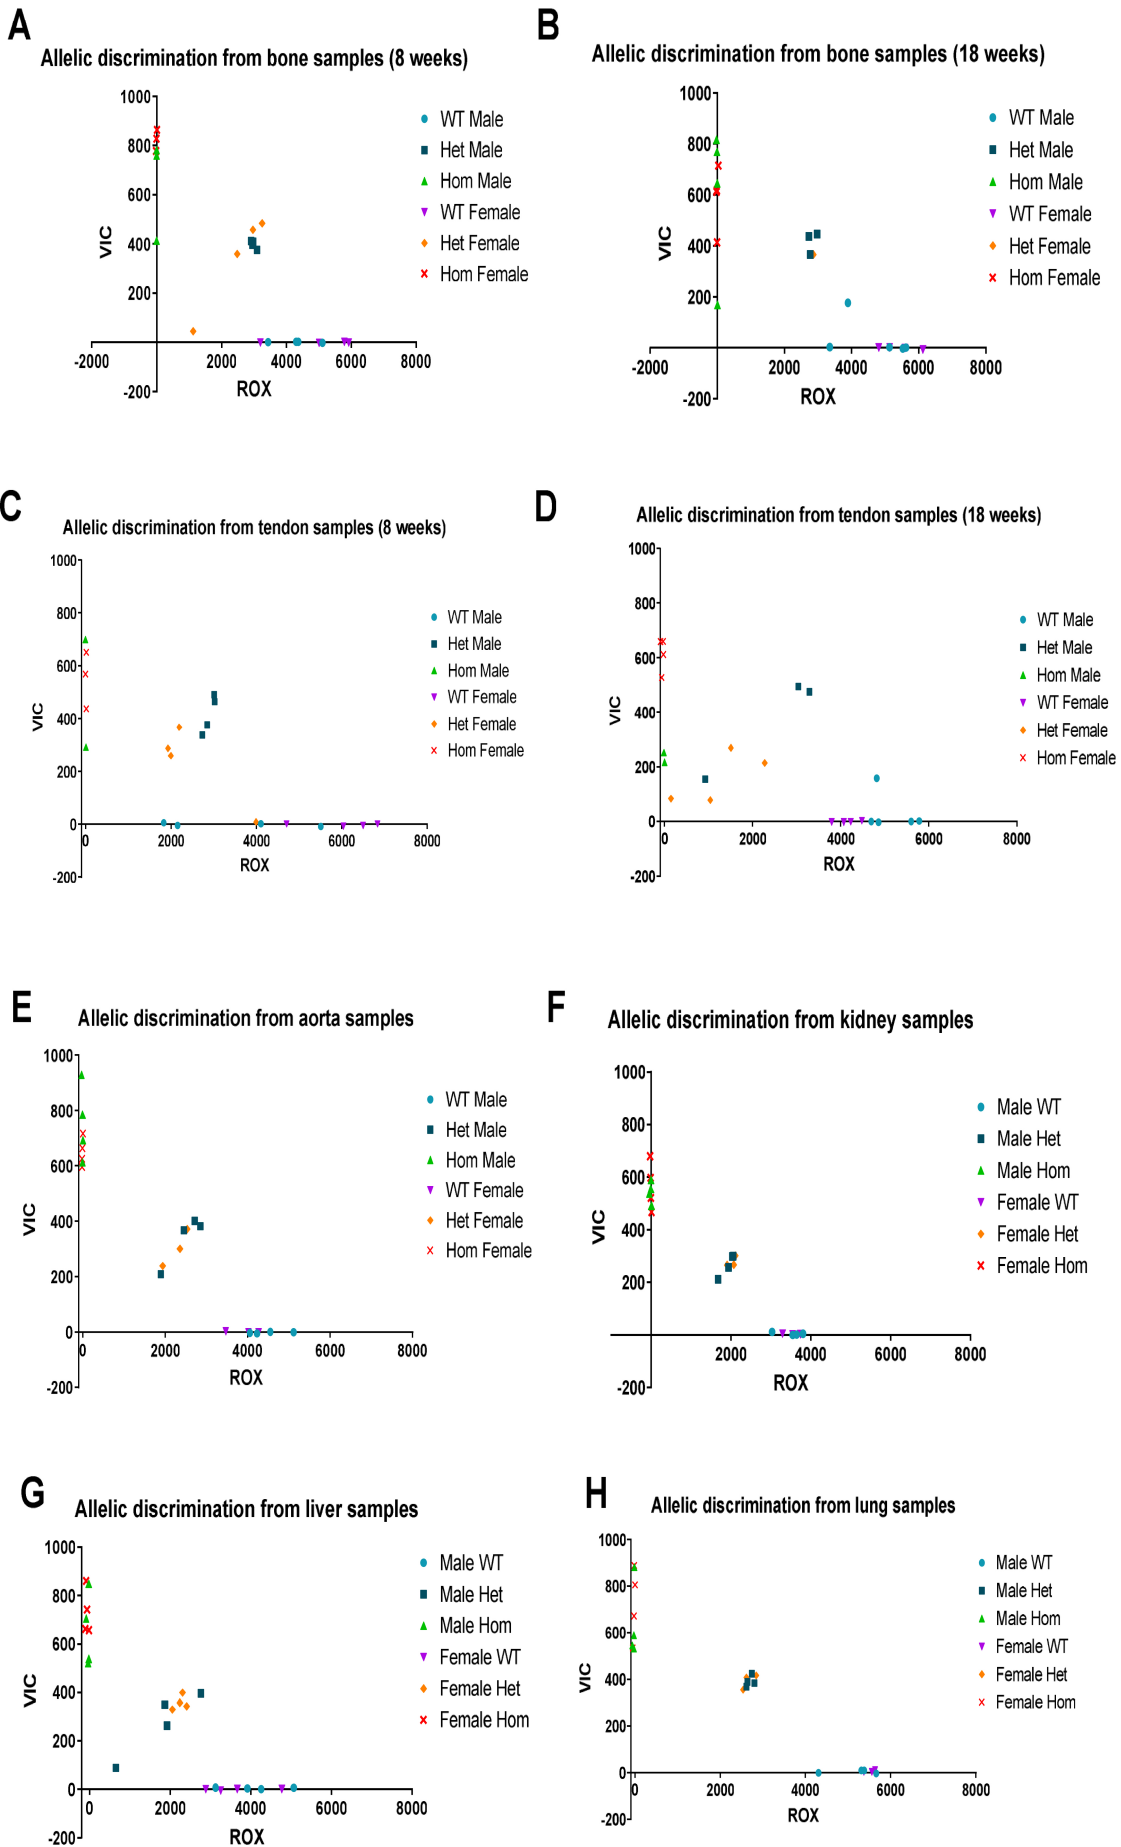 A
Allelic discrimination from bone samples (8 weeks)
1000
800
600
400
200
-200
VIC
-2000
2000
4000
6000
8000
ROX
WT Male
Het Male
Hom Male
WT Female
Het Female
Hom Female
B
Allelic discrimination from bone samples (18 weeks)
1000
800
600
400
200
-200
VIC
-2000
2000
4000
6000
8000
ROX
WT Male
Het Male
Hom Male
WT Female
Het Female
Hom Female
C
Allelic discrimination from tendon samples (8 weeks)
1000
800
600
400
200
0
-200
VIC
0
2000
4000
6000
8000
ROX
WT Male
Het Male
Hom Male
WT Female
Het Female
Hom Female
D
Allelic discrimination from tendon samples (18 weeks)
1000
800
600
400
200
0
-200
VIC
0
2000
4000
6000
8000
ROX
WT Male
Het Male
Hom Male
WT Female
Het Female
Hom Female
E
Allelic discrimination from aorta samples
1000
800
600
400
200
0
-200
VIC
0
2000
4000
6000
8000
ROX
WT Male
Het Male
Hom Male
WT Female
Het Female
Hom Female
F
Allelic discrimination from kidney samples
1000
800
600
400
200
-200
VIC
2000
4000
6000
8000
ROX
Male WT
Male Het
Male Hom
Female WT
Female Het
Female Hom
G
Allelic discrimination from liver samples
1000
800
600
400
200
0
-200
VIC
0
2000
4000
6000
8000
ROX
Male WT
Male Het
Male Hom
Female WT
Female Het
Female Hom
H
Allelic discrimination from lung samples
1000
800
600
400
200
0
-200
VIC
0
2000
4000
6000
8000
ROX
Male WT
Male Het
Male Hom
Female WT
Female Het
Female Hom